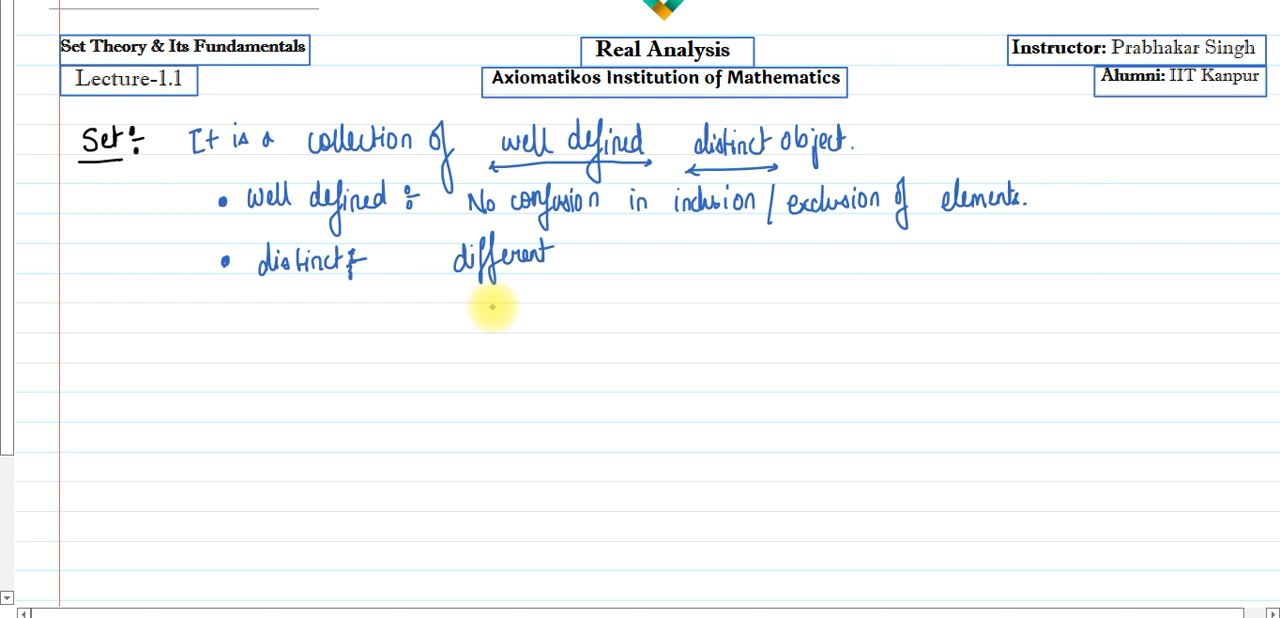 Set Theory & Its Fundamentals
Real Analysis
Instructor: Prabhakar Singh
Lecture-1.1
Axiomatikos Institution of Mathematics
Alumni: IIT Kanpur
Set:- It is a collection of well defined distinct object.
• well defined :- No confusion in inclusion / exclusion of elements.
• distinct :- different